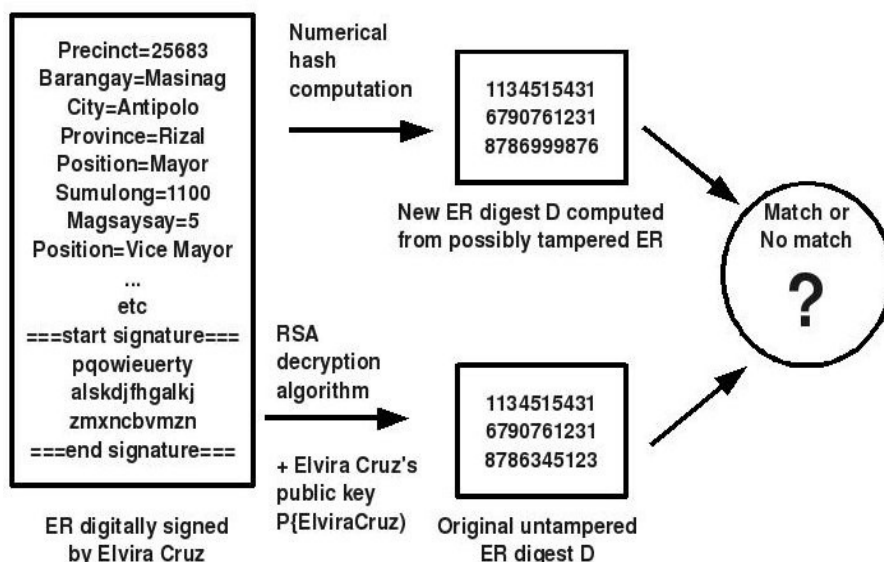 Precinct=25683
Barangay=Masinag
City=Antipolo
Province=Rizal
Position=Mayor
Sumulong=1100
Magsaysay=5
Position=Vice Mayor
...
etc
===start signature===
pqowieuerty
alskdjfhgalkj
zmxncbvmzn
===end signature===
ER digitally signed
by Elvira Cruz
Numerical
hash
computation
1134515431
6790761231
8786999876
New ER digest D computed
from possibly tampered ER
RSA
decryption
algorithm
+ Elvira Cruz's
public key
P{ElviraCruz)
1134515431
6790761231
8786345123
Original untampered
ER digest D
Match or
No match
?